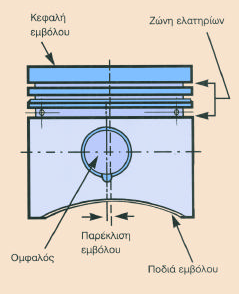 Κεφαλή
εμβόλου
Ζώνη ελατηρίων
Παρέκλιση
εμβόλου
Ομφαλός
Ποδιά εμβόλου